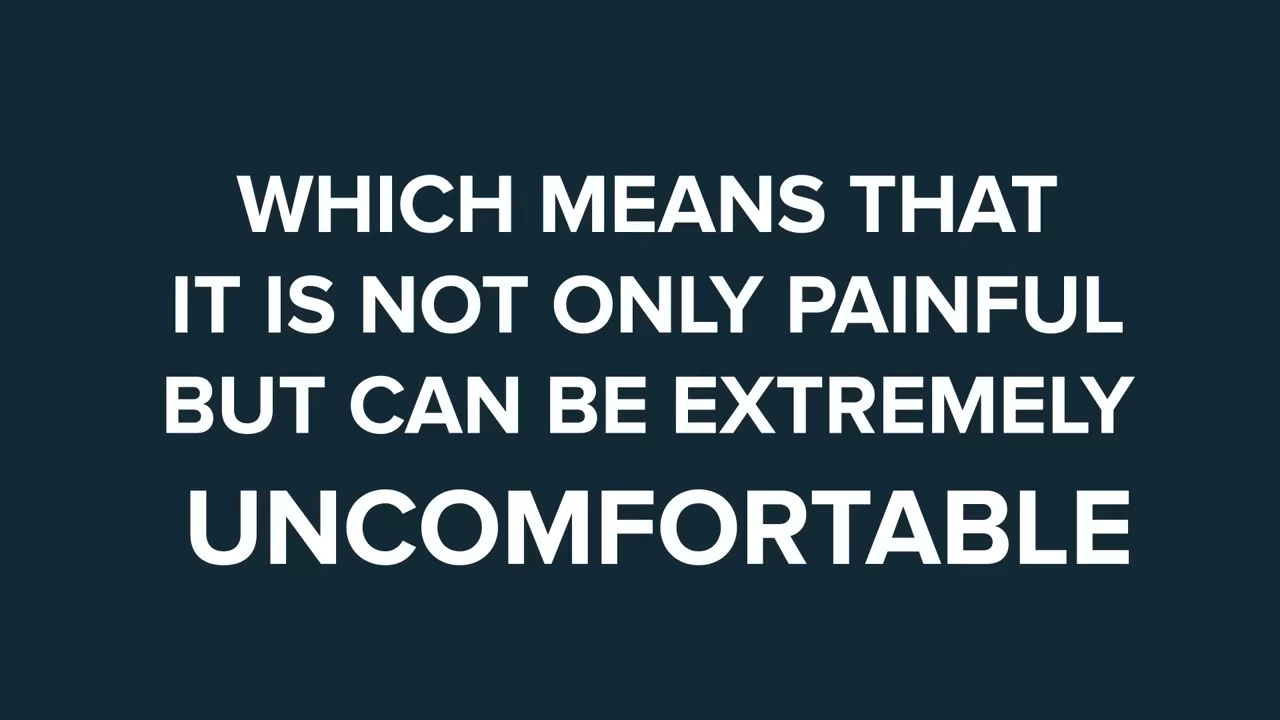 WHICH MEANS THAT
IT IS NOT ONLY PAINFUL
BUT CAN BE EXTREMELY
UNCOMFORTABLE